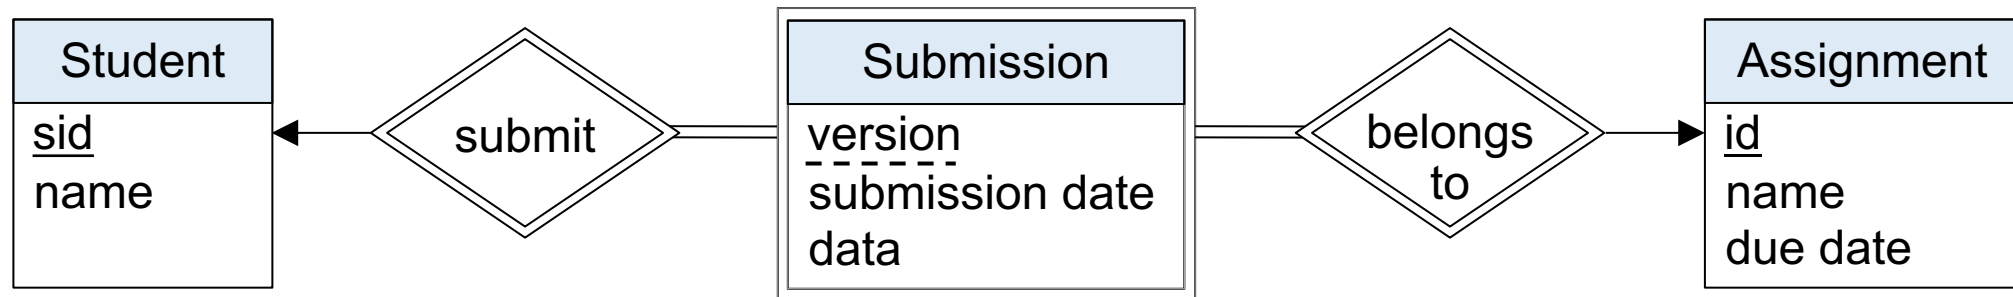 Student
sid
name
submit
Submission
version
submission date
data
belongs
to
Assignment
id
name
due date